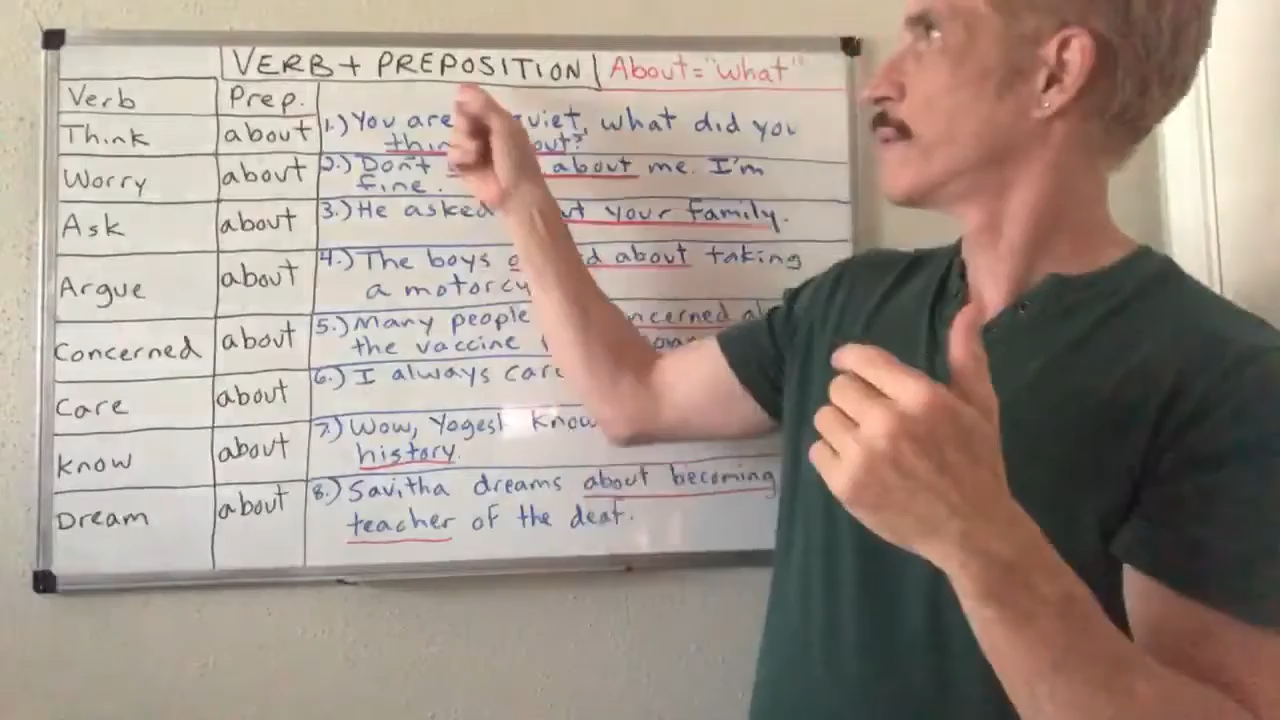 VERB + PREPOSITION About = "what"
Verb Prep.
Think about 1.) You are quiet, what did you
Worry about 2.) Don't about me. I'm
fine.
Ask about 3.) He asked your family.
Argue about 4.) The boys about taking
a
Concerned about 5.) Many people
the vaccine
Care about 6.) I always care
Know about 7.) Wow, Yogesh
history.
Dream about 8.) Savitha dreams about becoming
teacher of the deaf.